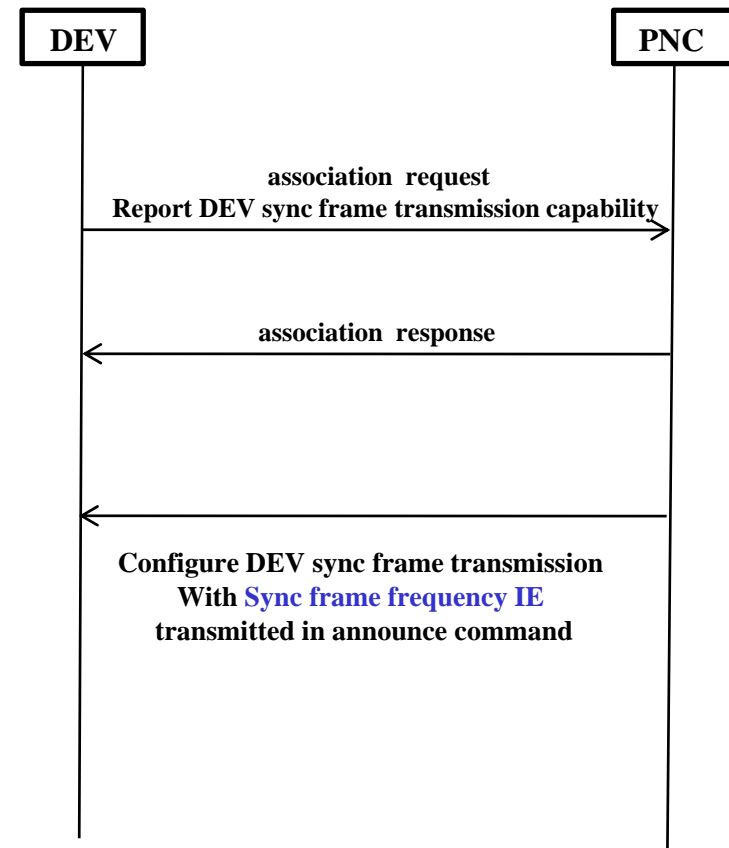 DEV
PNC
association request
Report DEV sync frame transmission capability
association response
Configure DEV sync frame transmission
With Sync frame frequency IE
transmitted in announce command